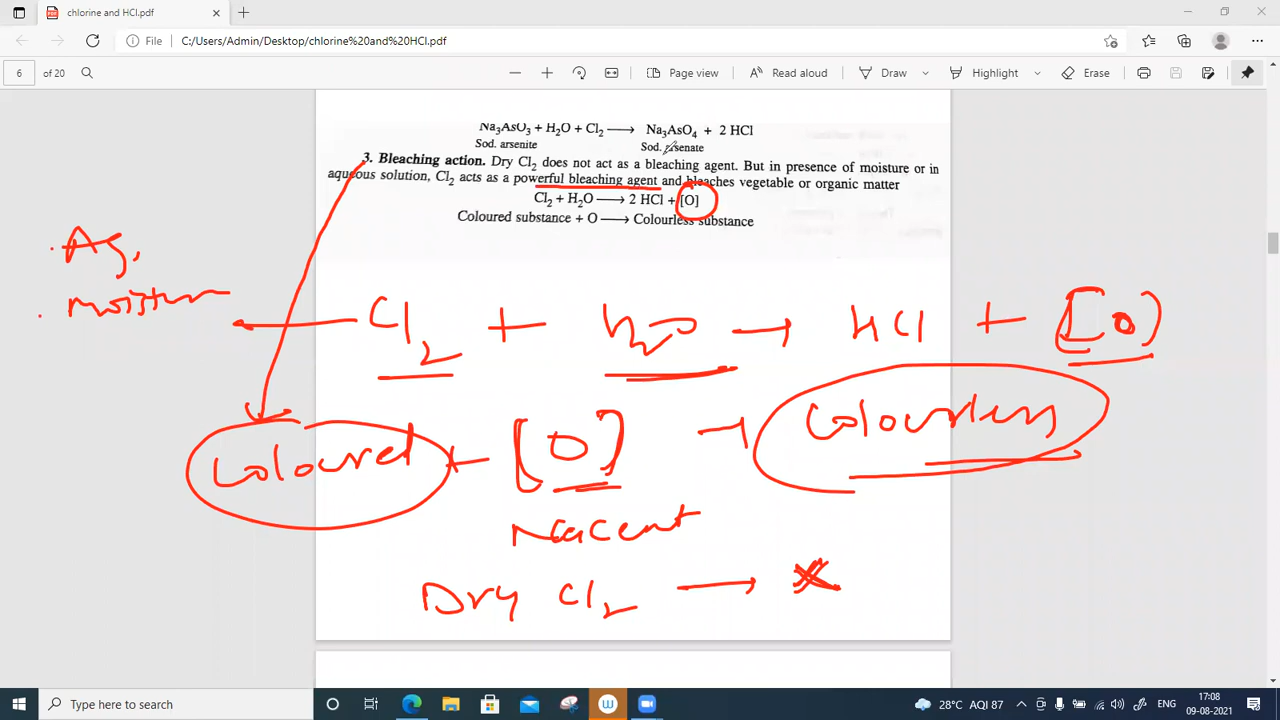 chlorine and HCl.pdf
File
C:/Users/Admin/Desktop/chlorine%20and%20HCl.pdf
6 of 20
Page view
Read aloud
Draw
Highlight
Erase
Na₃AsO₃ + H₂O + Cl₂ ⟶ Na₃AsO₄ + 2 HCl
Sod. arsenite Sod. arsenate
3. Bleaching action. Dry Cl₂ does not act as a bleaching agent. But in presence of moisture or in
aqueous solution, Cl₂ acts as a powerful bleaching agent and bleaches vegetable or organic matter
Cl₂ + H₂O ⟶ 2 HCl + [O]
Coloured substance + O ⟶ Colourless substance
. moisture
Cl₂ + H₂O → HCl + [O]
Coloured + [O] → Colourless
Nacent
Dry Cl₂ →
Type here to search
28°C AQI 87
ENG
17:08
09-08-2021